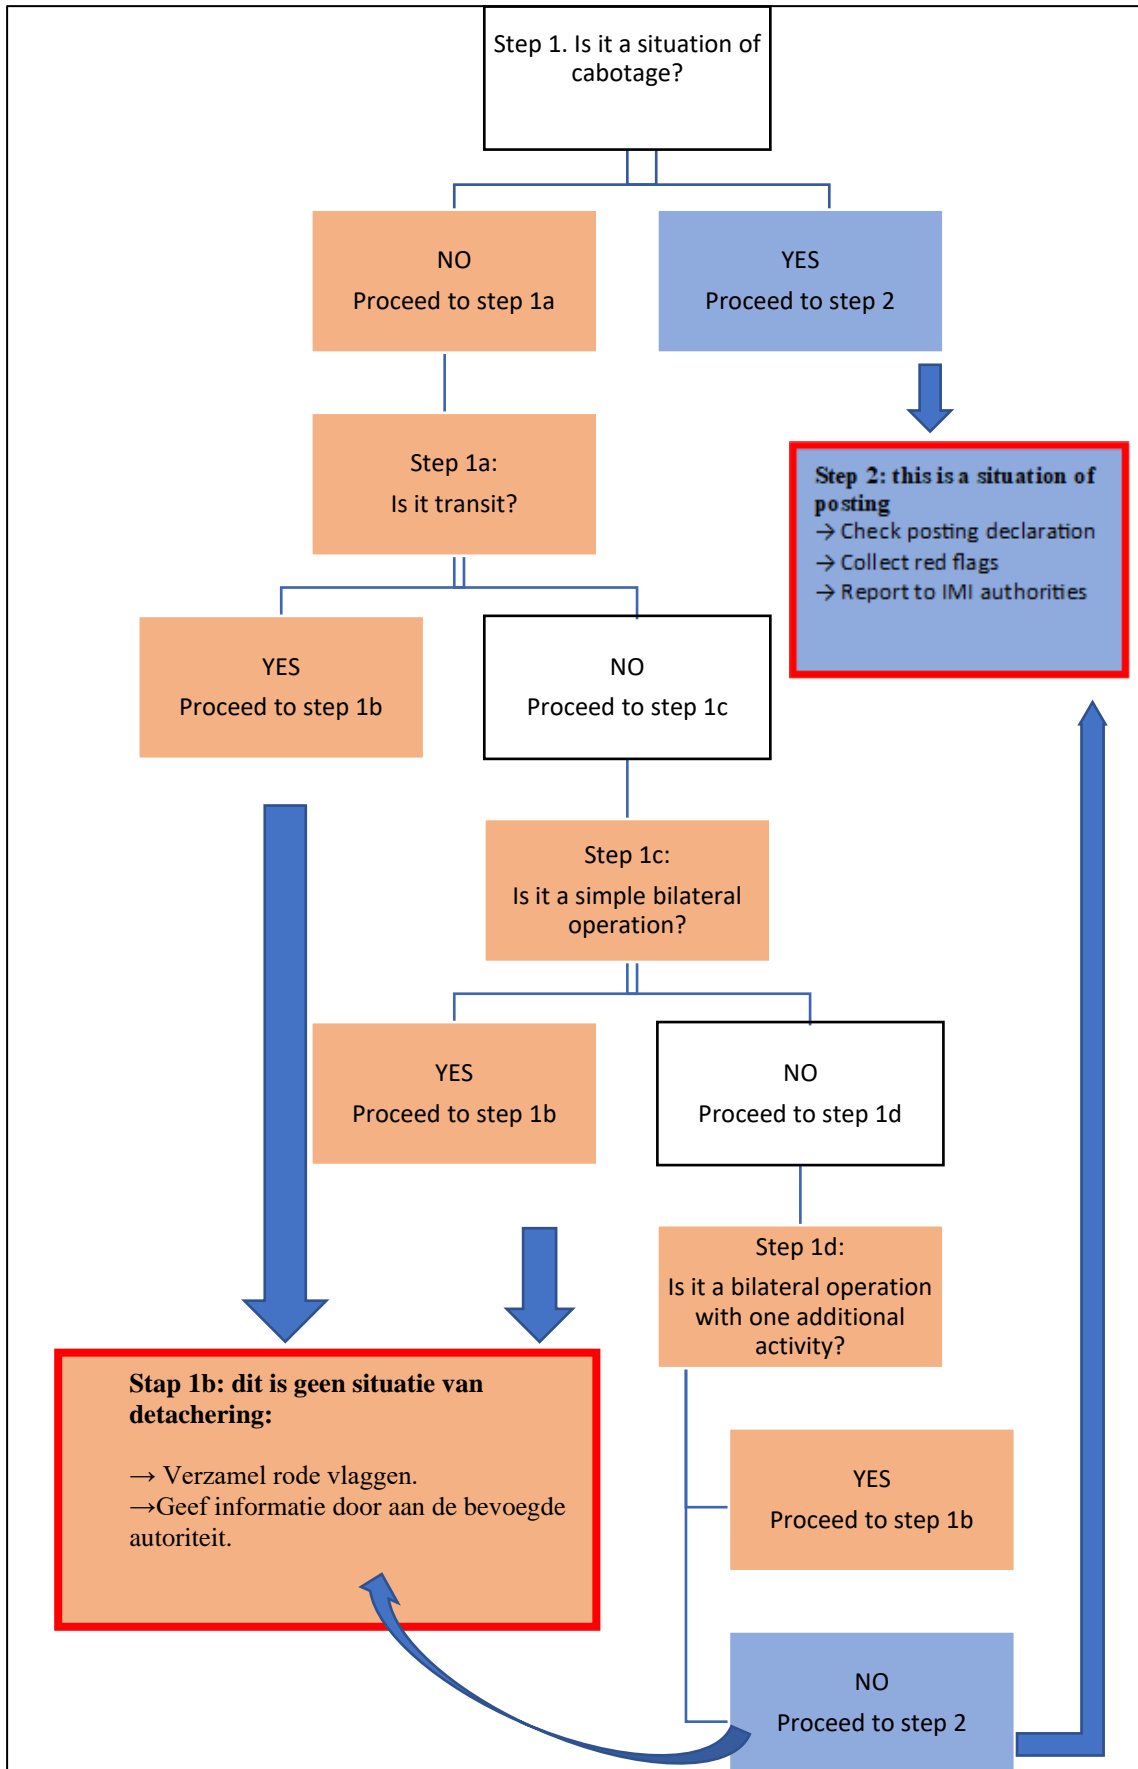 Step 1. Is it a situation of
cabotage?
NO
Proceed to step 1a
YES
Proceed to step 2
Step 1a:
Is it transit?
Step 2: this is a situation of
posting
→ Check posting declaration
→ Collect red flags
→ Report to IMI authorities
YES
Proceed to step 1b
NO
Proceed to step 1c
Step 1c:
Is it a simple bilateral
operation?
YES
Proceed to step 1b
NO
Proceed to step 1d
Step 1d:
Is it a bilateral operation
with one additional
activity?
Stap 1b: dit is geen situatie van
detachering:
→ Verzamel rode vlaggen.
→Geef informatie door aan de bevoegde
autoriteit.
YES
Proceed to step 1b
NO
Proceed to step 2